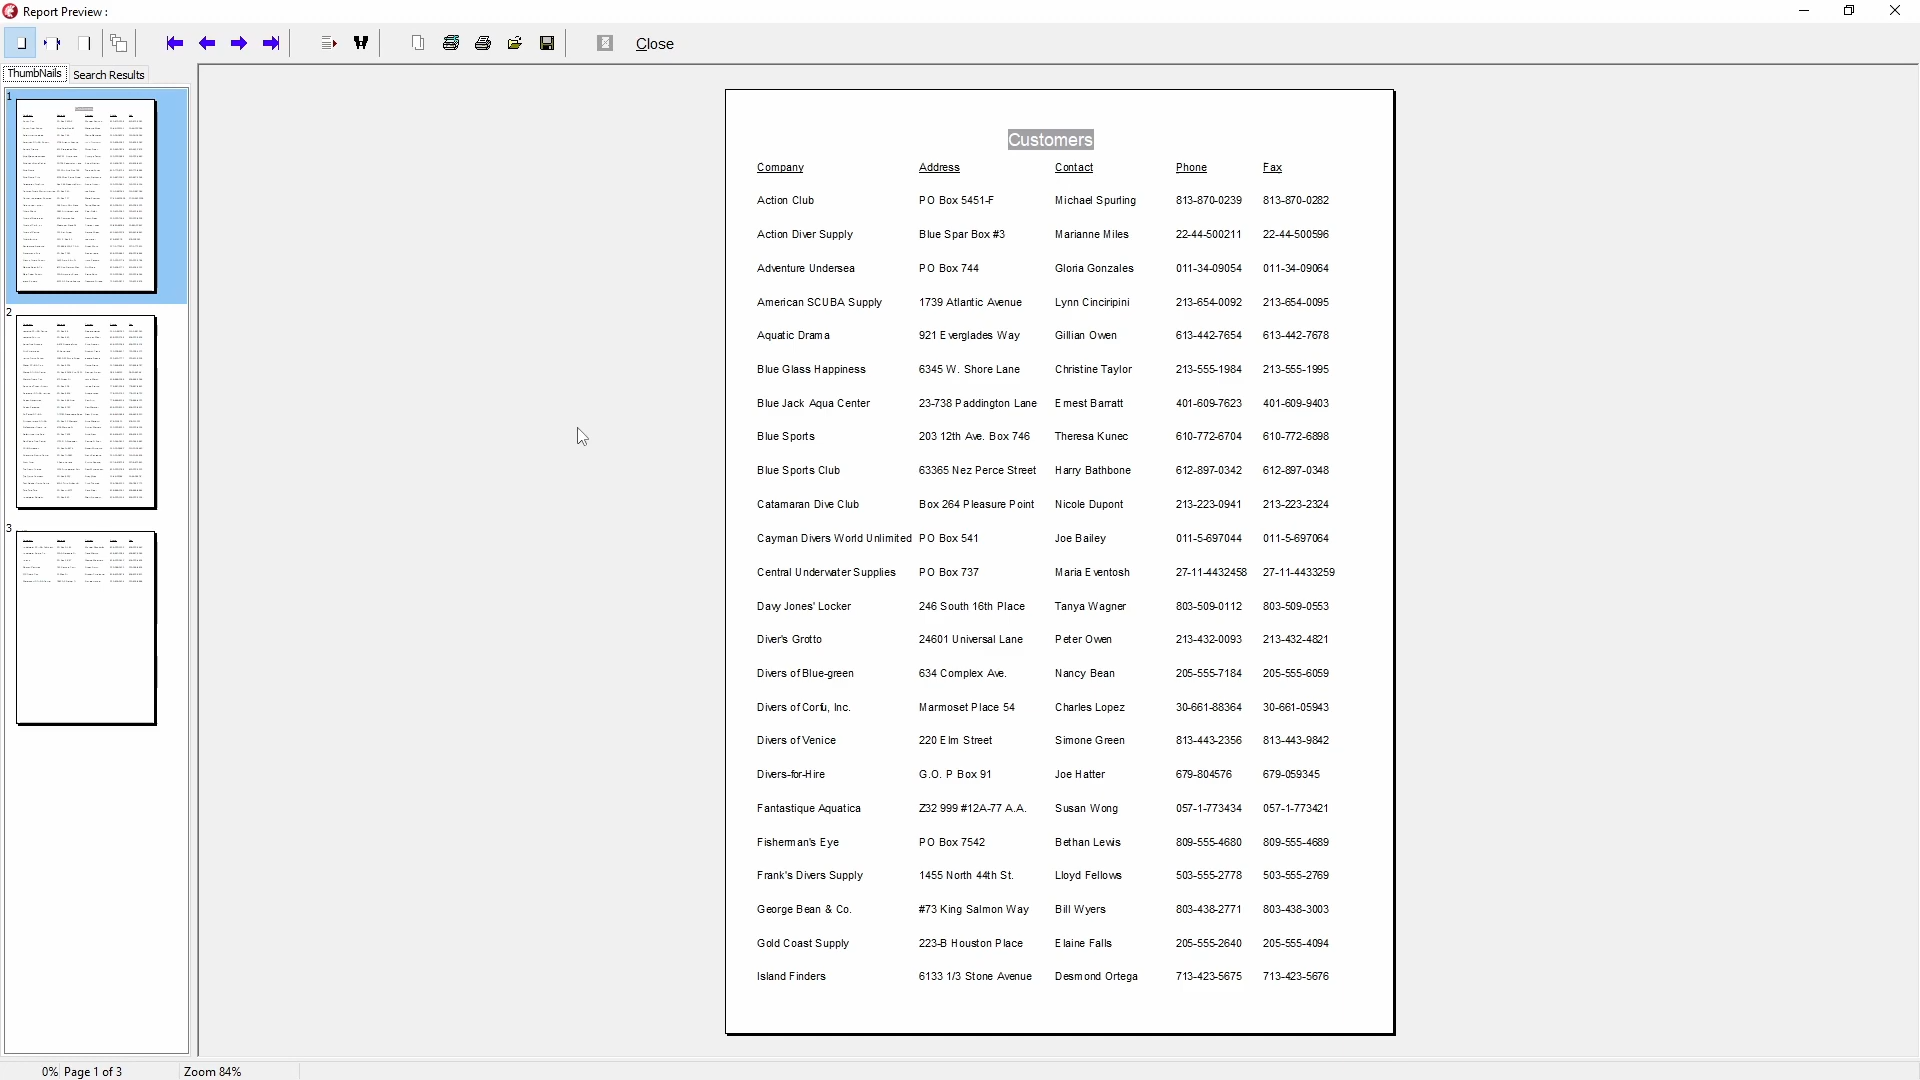 Report Preview :
Close
ThumbNails Search Results
1
2
3
Customers
Company Address Contact Phone Fax
Action Club PO Box 5451-F Michael Spurling 813-870-0239 813-870-0282
Action Diver Supply Blue Spar Box #3 Marianne Miles 22-44-500211 22-44-500596
Adventure Undersea PO Box 744 Gloria Gonzales 011-34-09054 011-34-09064
American SCUBA Supply 1739 Atlantic Avenue Lynn Cinciripini 213-654-0092 213-654-0095
Aquatic Drama 921 Everglades Way Gillian Owen 613-442-7654 613-442-7678
Blue Glass Happiness 6345 W. Shore Lane Christine Taylor 213-555-1984 213-555-1995
Blue Jack Aqua Center 23-738 Paddington Lane Ernest Barratt 401-609-7623 401-609-9403
Blue Sports 203 12th Ave. Box 746 Theresa Kunec 610-772-6704 610-772-6898
Blue Sports Club 63365 Nez Perce Street Harry Bathbone 612-897-0342 612-897-0348
Catamaran Dive Club Box 264 Pleasure Point Nicole Dupont 213-223-0941 213-223-2324
Cayman Divers World Unlimited PO Box 541 Joe Bailey 011-5-697044 011-5-697064
Central Underwater Supplies PO Box 737 Maria Eventosh 27-11-4432458 27-11-4433259
Davy Jones' Locker 246 South 16th Place Tanya Wagner 803-509-0112 803-509-0553
Diver's Grotto 24601 Universal Lane Peter Owen 213-432-0093 213-432-4821
Divers of Blue-green 634 Complex Ave. Nancy Bean 205-555-7184 205-555-6059
Divers of Corfu, Inc. Marmoset Place 54 Charles Lopez 30-661-88364 30-661-05943
Divers of Venice 220 Elm Street Simone Green 813-443-2356 813-443-9842
Divers-for-Hire G.O. P Box 91 Joe Hatter 679-804576 679-059345
Fantastique Aquatica Z32 999 #12A-77 A.A. Susan Wong 057-1-773434 057-1-773421
Fisherman's Eye PO Box 7542 Bethan Lewis 809-555-4680 809-555-4689
Frank's Divers Supply 1455 North 44th St. Lloyd Fellows 503-555-2778 503-555-2769
George Bean & Co. #73 King Salmon Way Bill Wyers 803-438-2771 803-438-3003
Gold Coast Supply 223-B Houston Place Elaine Falls 205-555-2640 205-555-4094
Island Finders 6133 1/3 Stone Avenue Desmond Ortega 713-423-5675 713-423-5676
0% Page 1 of 3 Zoom 84%